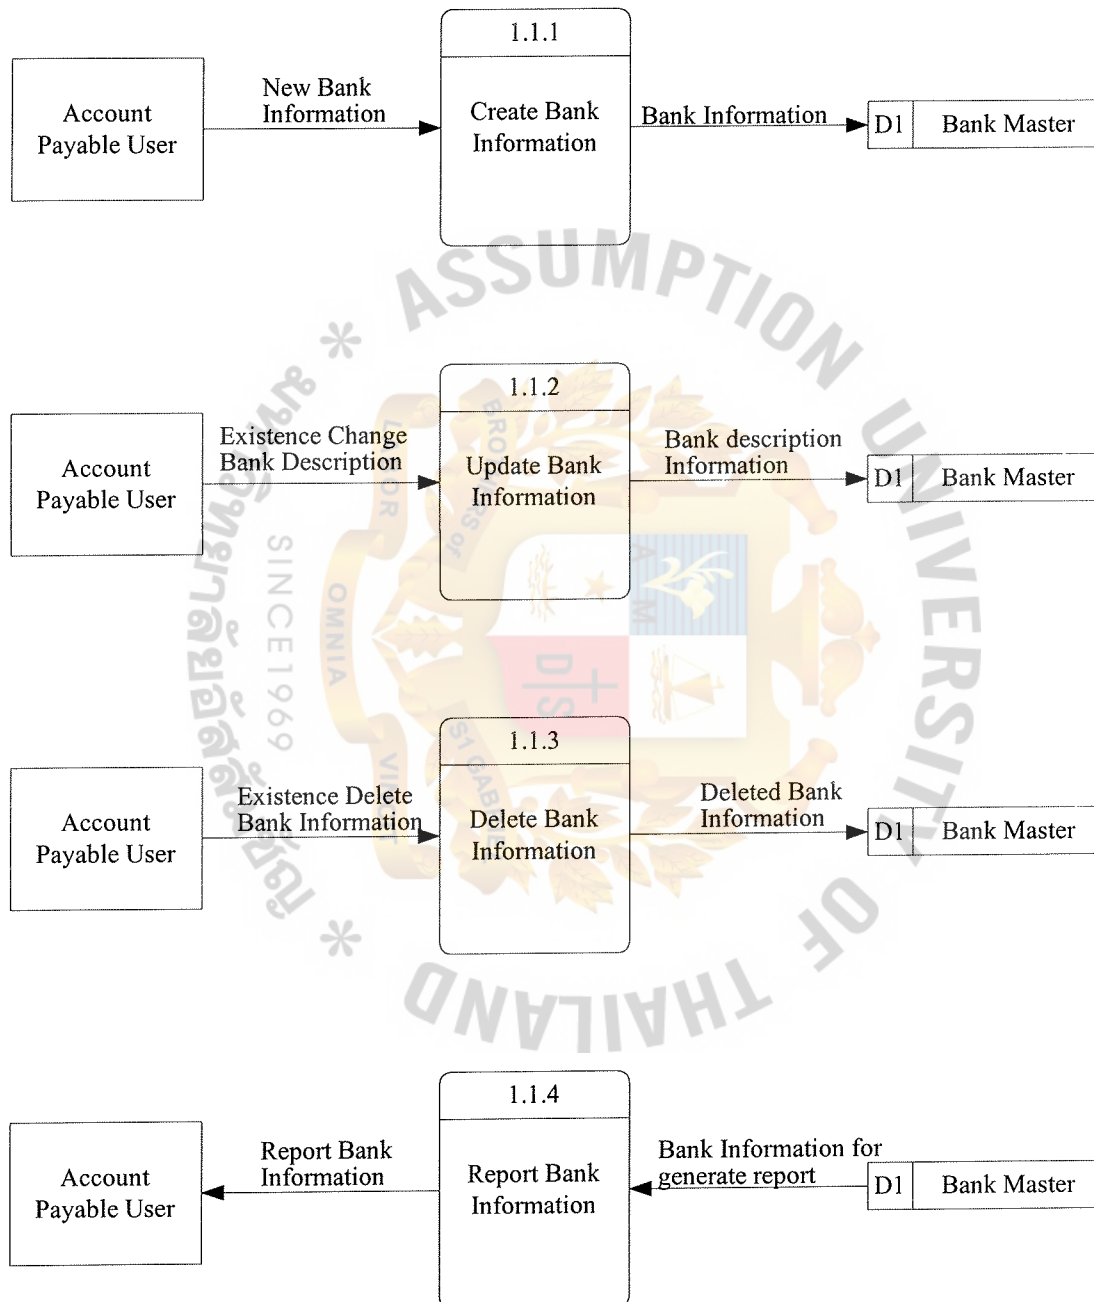 1.1.1
Account
Payable User
New Bank
Information
Create Bank
Information
Bank Information
D1
Bank Master
ASSUMPTION UNIVERSITY OF THAILAND
1.1.2
Account
Payable User
Existence Change
Bank Description
Update Bank
Information
Bank description
Information
D1
Bank Master
SINCE1969
OMNIA
D S
1.1.3
Account
Payable User
Existence Delete
Bank Information
Delete Bank
Information
Deleted Bank
Information
D1
Bank Master
1.1.4
Account
Payable User
Report Bank
Information
Report Bank
Information
Bank Information for
generate report
D1
Bank Master